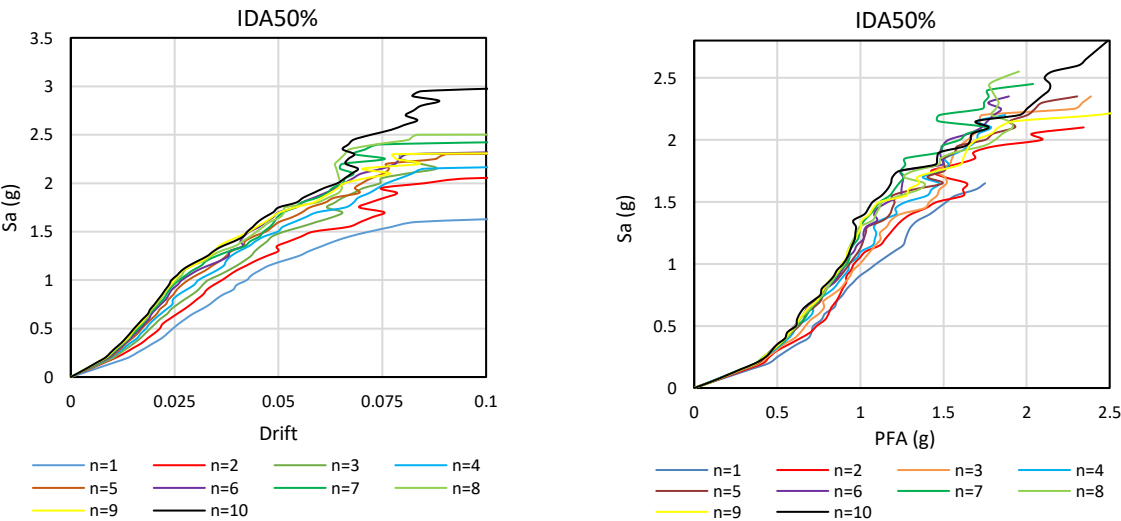 IDA50%
3.5
3
2.5
2
1.5
1
0.5
0
Sa (g)
0 0.025 0.05 0.075 0.1
Drift
n=1 n=2 n=3 n=4
n=5 n=6 n=7 n=8
n=9 n=10
IDA50%
2.5
2
1.5
1
0.5
0
Sa (g)
0 0.5 1 1.5 2 2.5
PFA (g)
n=1 n=2 n=3 n=4
n=5 n=6 n=7 n=8
n=9 n=10